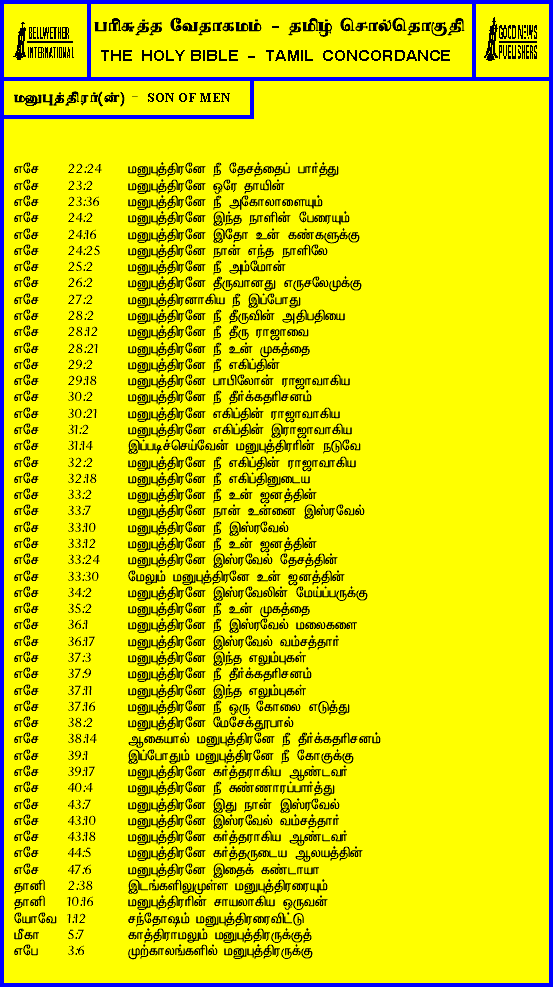 BELLWETHER
INTERNATIONAL
பரிசுத்த வேதாகமம் - தமிழ் சொல்தொகுதி
THE HOLY BIBLE - TAMIL CONCORDANCE
GOOD NEWS
PUBLISHERS
மனுபுத்திரர்(ன்) - SON OF MEN
எசே 22:24 மனுபுத்திரனே நீ தேசத்தைப் பார்த்து
எசே 23:2 மனுபுத்திரனே ஒரே தாயின்
எசே 23:36 மனுபுத்திரனே நீ அகோலாளையும்
எசே 24:2 மனுபுத்திரனே இந்த நாளின் பேரையும்
எசே 24:16 மனுபுத்திரனே இதோ உன் கண்களுக்கு
எசே 24:25 மனுபுத்திரனே நான் எந்த நாளிலே
எசே 25:2 மனுபுத்திரனே நீ அம்மோன்
எசே 26:2 மனுபுத்திரனே தீருவானது எருசலேமுக்கு
எசே 27:2 மனுபுத்திரனாகிய நீ இப்போது
எசே 28:2 மனுபுத்திரனே நீ தீருவின் அதிபதியை
எசே 28:12 மனுபுத்திரனே நீ தீரு ராஜாவை
எசே 28:21 மனுபுத்திரனே நீ உன் முகத்தை
எசே 29:2 மனுபுத்திரனே நீ எகிப்தின்
எசே 29:18 மனுபுத்திரனே பாபிலோன் ராஜாவாகிய
எசே 30:2 மனுபுத்திரனே நீ தீர்க்கதரிசனம்
எசே 30:21 மனுபுத்திரனே எகிப்தின் ராஜாவாகிய
எசே 31:2 மனுபுத்திரனே எகிப்தின் இராஜாவாகிய
எசே 31:14 இப்படிச்செய்வேன் மனுபுத்திரரின் நடுவே
எசே 32:2 மனுபுத்திரனே நீ எகிப்தின் ராஜாவாகிய
எசே 32:18 மனுபுத்திரனே நீ எகிப்தினுடைய
எசே 33:2 மனுபுத்திரனே நீ உன் ஜனத்தின்
எசே 33:7 மனுபுத்திரனே நான் உன்னை இஸ்ரவேல்
எசே 33:10 மனுபுத்திரனே நீ இஸ்ரவேல்
எசே 33:12 மனுபுத்திரனே நீ உன் ஜனத்தின்
எசே 33:24 மனுபுத்திரனே இஸ்ரவேல் தேசத்தின்
எசே 33:30 மேலும் மனுபுத்திரனே உன் ஜனத்தின்
எசே 34:2 மனுபுத்திரனே இஸ்ரவேலின் மேய்ப்பருக்கு
எசே 35:2 மனுபுத்திரனே நீ உன் முகத்தை
எசே 36:1 மனுபுத்திரனே நீ இஸ்ரவேல் மலைகளை
எசே 36:17 மனுபுத்திரனே இஸ்ரவேல் வம்சத்தார்
எசே 37:3 மனுபுத்திரனே இந்த எலும்புகள்
எசே 37:9 மனுபுத்திரனே நீ தீர்க்கதரிசனம்
எசே 37:11 மனுபுத்திரனே இந்த எலும்புகள்
எசே 37:16 மனுபுத்திரனே நீ ஒரு கோலை எடுத்து
எசே 38:2 மனுபுத்திரனே மேசேக்தூபால்
எசே 38:14 ஆகையால் மனுபுத்திரனே நீ தீர்க்கதரிசனம்
எசே 39:1 இப்போதும் மனுபுத்திரனே நீ கோகுக்கு
எசே 39:17 மனுபுத்திரனே கர்த்தராகிய ஆண்டவர்
எசே 40:4 மனுபுத்திரனே நீ கண்ணாரப்பார்த்து
எசே 43:7 மனுபுத்திரனே இது நான் இஸ்ரவேல்
எசே 43:10 மனுபுத்திரனே இஸ்ரவேல் வம்சத்தார்
எசே 43:18 மனுபுத்திரனே கர்த்தராகிய ஆண்டவர்
எசே 44:5 மனுபுத்திரனே கர்த்தருடைய ஆலயத்தின்
எசே 47:6 மனுபுத்திரனே இதைக் கண்டாயா
தானி 2:38 இடங்களிலுமுள்ள மனுபுத்திரரையும்
தானி 10:16 மனுபுத்திரரின் சாயலாகிய ஒருவன்
யோவே 1:12 சந்தோஷம் மனுபுத்திரரைவிட்டு
மீகா 5:7 காத்திராமலும் மனுபுத்திரருக்குத்
எபே 3:6 முற்காலங்களில் மனுபுத்திரருக்கு